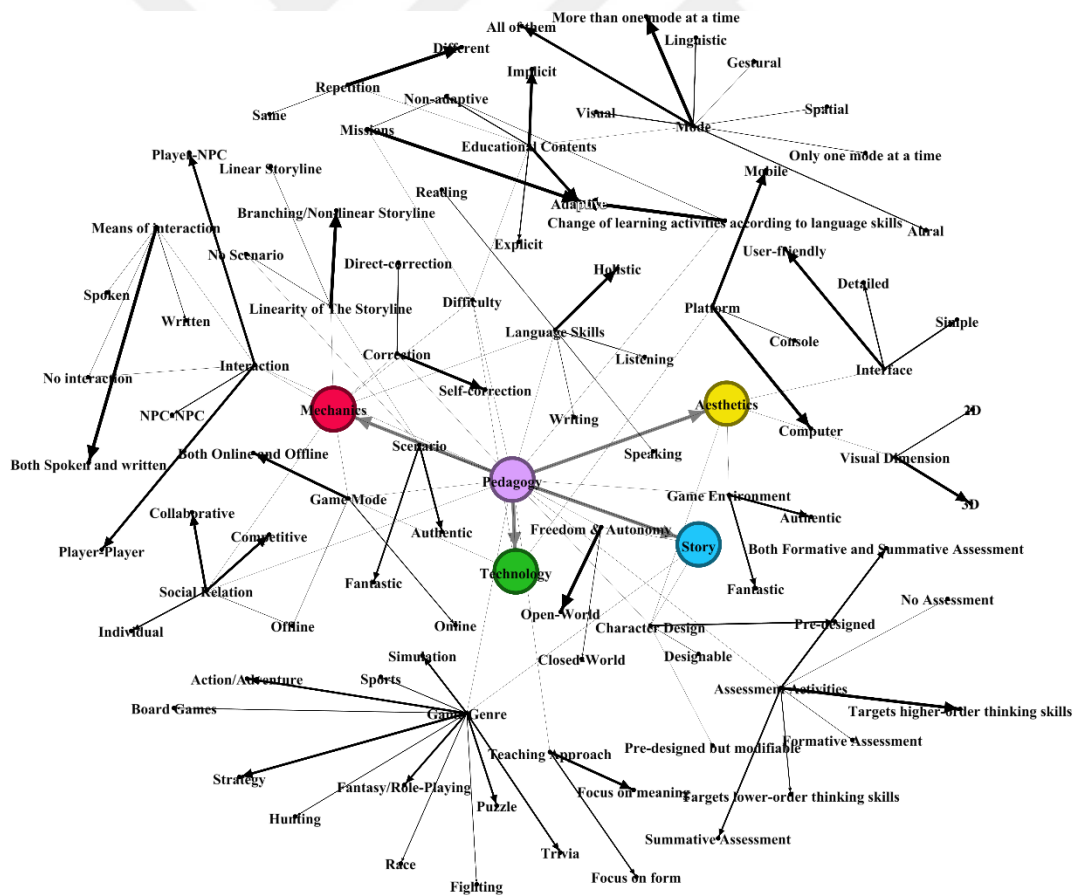 More than one mode at a time
All of them
Linguistic
Different
Gestural
Implicit
Repetition
Non-adaptive
Same
Visual
Spatial
Missions
Mode
Educational Contents
Player-NPC
Linear Storyline
Only one mode at a time
Mobile
Reading
Adaptive
Branching/Nonlinear Storyline
Change of learning activities according to language skills
Means of Interaction
Aural
Explicit
User-friendly
No Scenario
Direct-correction
Holistic
Detailed
Spoken
Difficulty
Linearity of The Storyline
Platform
Written
Language Skills
Simple
Console
Correction
Listening
Interaction
Interface
No interaction
Self-correction
Mechanics
Aesthetics
2D
NPC-NPC
Writing
Computer
Scenario
Both Online and Offline
Speaking
Visual Dimension
Both Spoken and written
Pedagogy
Game Mode
Game Environment
3D
Collaborative
Authentic
Freedom & Autonomy
Authentic
Competitive
Story
Player-Player
Both Formative and Summative Assessment
Technology
Fantastic
Fantastic
Social Relation
No Assessment
Open-World
Individual
Offline
Online
Character Design
Pre-designed
Simulation
Closed-World
Designable
Action/Adventure
Sports
Assessment Activities
Board Games
Game Genre
Targets higher-order thinking skills
Formative Assessment
Pre-designed but modifiable
Teaching Approach
Strategy
Fantasy/Role-Playing
Focus on meaning
Targets lower-order thinking skills
Puzzle
Hunting
Summative Assessment
Trivia
Race
Focus on form
Fighting